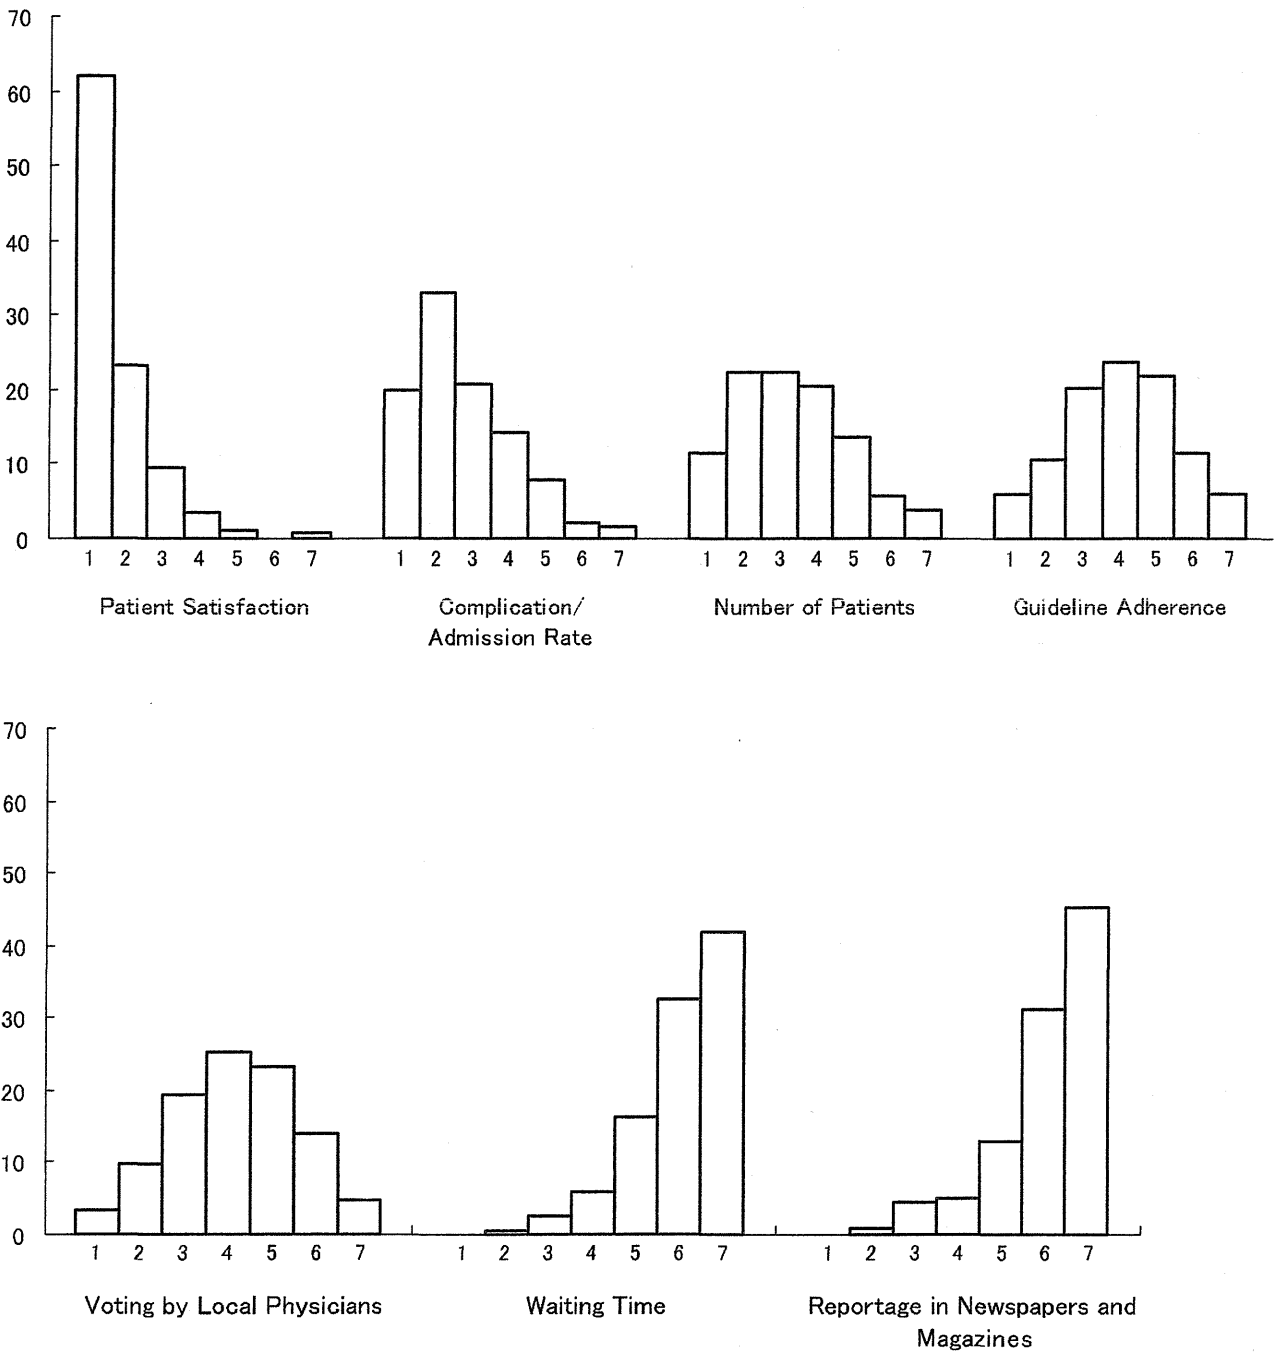 70
60
50
40
30
20
10
0
1 2 3 4 5 6 7 1 2 3 4 5 6 7 1 2 3 4 5 6 7 1 2 3 4 5 6 7
Patient Satisfaction Complication/ Number of Patients Guideline Adherence
Admission Rate
70
60
50
40
30
20
10
0
1 2 3 4 5 6 7 1 2 3 4 5 6 7 1 2 3 4 5 6 7
Voting by Local Physicians Waiting Time Reportage in Newspapers and
Magazines